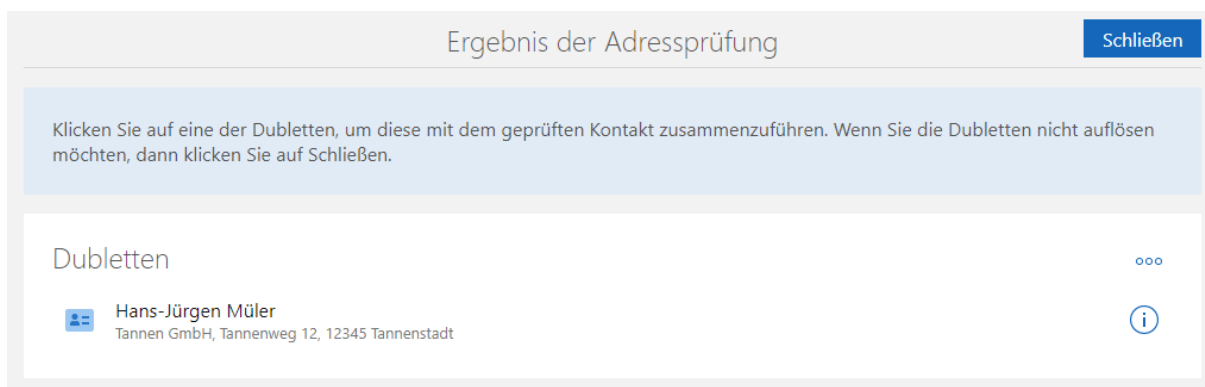 Ergebnis der Adressprüfung
Schließen
Klicken Sie auf eine der Dubletten, um diese mit dem geprüften Kontakt zusammenzuführen. Wenn Sie die Dubletten nicht auflösen
möchten, dann klicken Sie auf Schließen.
Dubletten
Hans-Jürgen Müler
Tannen GmbH, Tannenweg 12, 12345 Tannenstadt